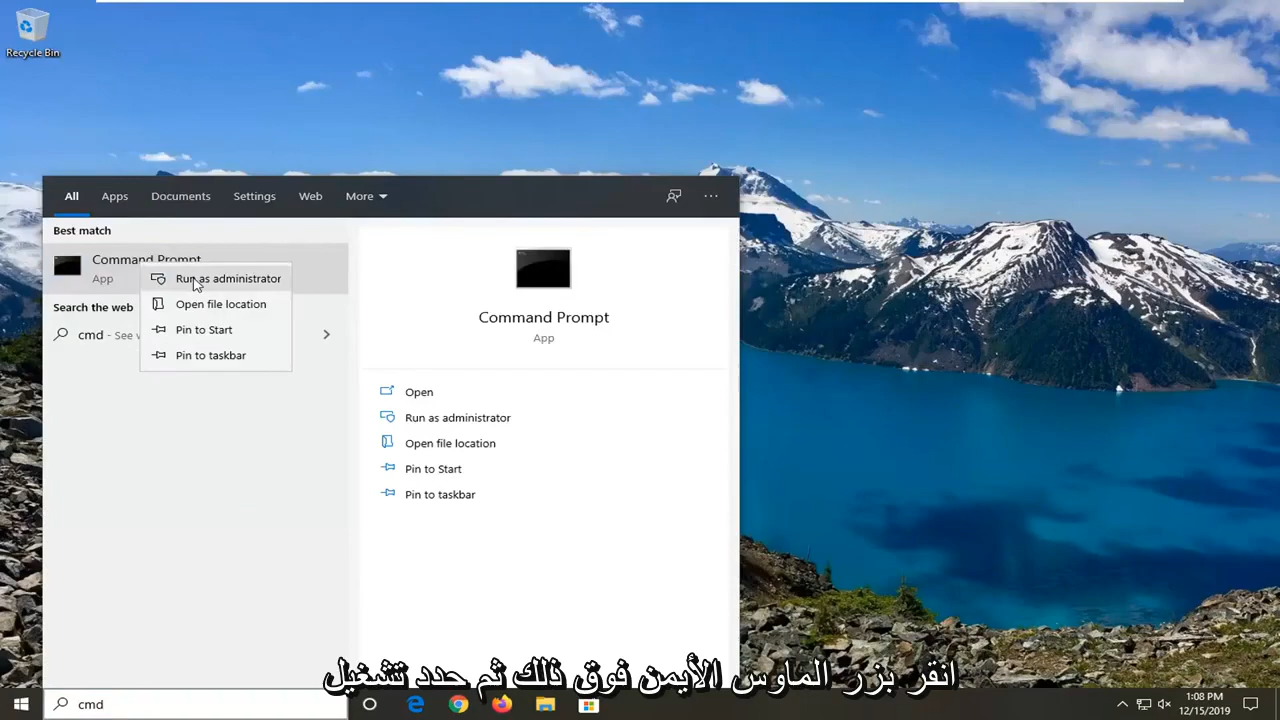 Recycle Bin
All Apps Documents Settings Web More
Best match
Command Prompt
App
Run as administrator
Open file location
Pin to Start
Pin to taskbar
Search the web
cmd - See
Command Prompt
App
Open
Run as administrator
Open file location
Pin to Start
Pin to taskbar
انقر بزر الماوس الأيمن فوق ذلك ثم حدد تشغيل
cmd
1:08 PM
12/15/2019